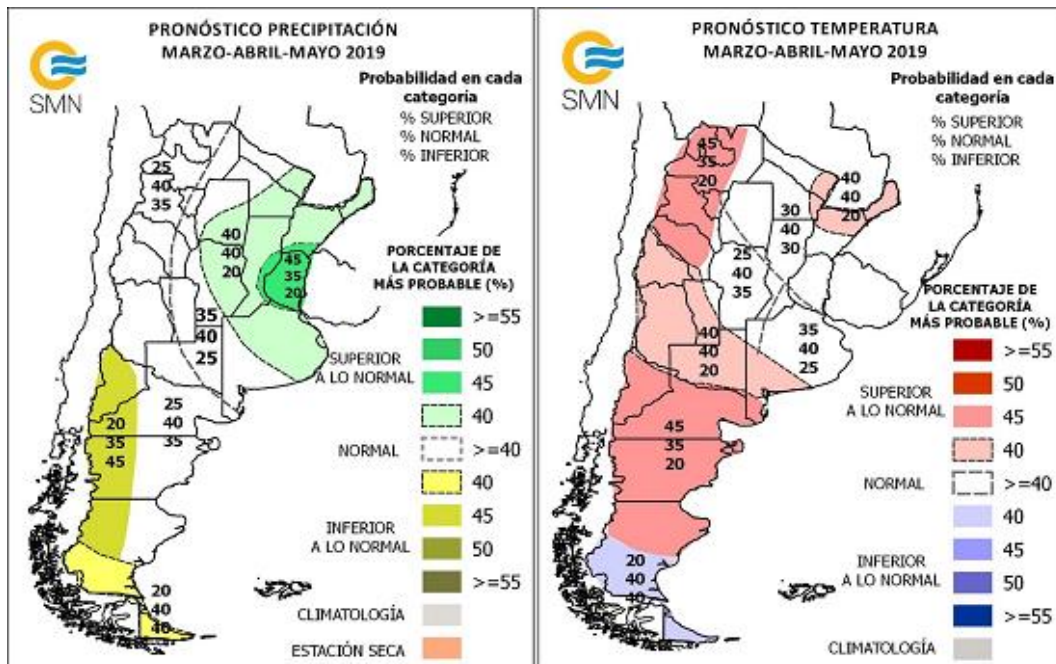 PRONÓSTICO PRECIPITACIÓN
MARZO-ABRIL-MAYO 2019
SMN
Probabilidad en cada
categoría
% SUPERIOR
% NORMAL
% INFERIOR
25
40
35
40
40
20
45
35
20
35
40
25
25
40
35
20
35
45
20
40
40
PORCENTAJE DE
LA CATEGORÍA
MÁS PROBABLE (%)
SUPERIOR
A LO NORMAL
>=55
50
45
40
NORMAL
>=40
INFERIOR
A LO NORMAL
40
45
50
>=55
CLIMATOLOGÍA
ESTACIÓN SECA
PRONÓSTICO TEMPERATURA
MARZO-ABRIL-MAYO 2019
SMN
Probabilidad en cada
categoría
% SUPERIOR
% NORMAL
% INFERIOR
45
35
20
40
40
20
30
40
30
25
40
35
35
40
25
40
40
20
45
35
20
20
40
40
PORCENTAJE DE
LA CATEGORÍA
MÁS PROBABLE (%)
SUPERIOR
A LO NORMAL
>=55
50
45
40
NORMAL
>=40
INFERIOR
A LO NORMAL
40
45
50
>=55
CLIMATOLOGÍA